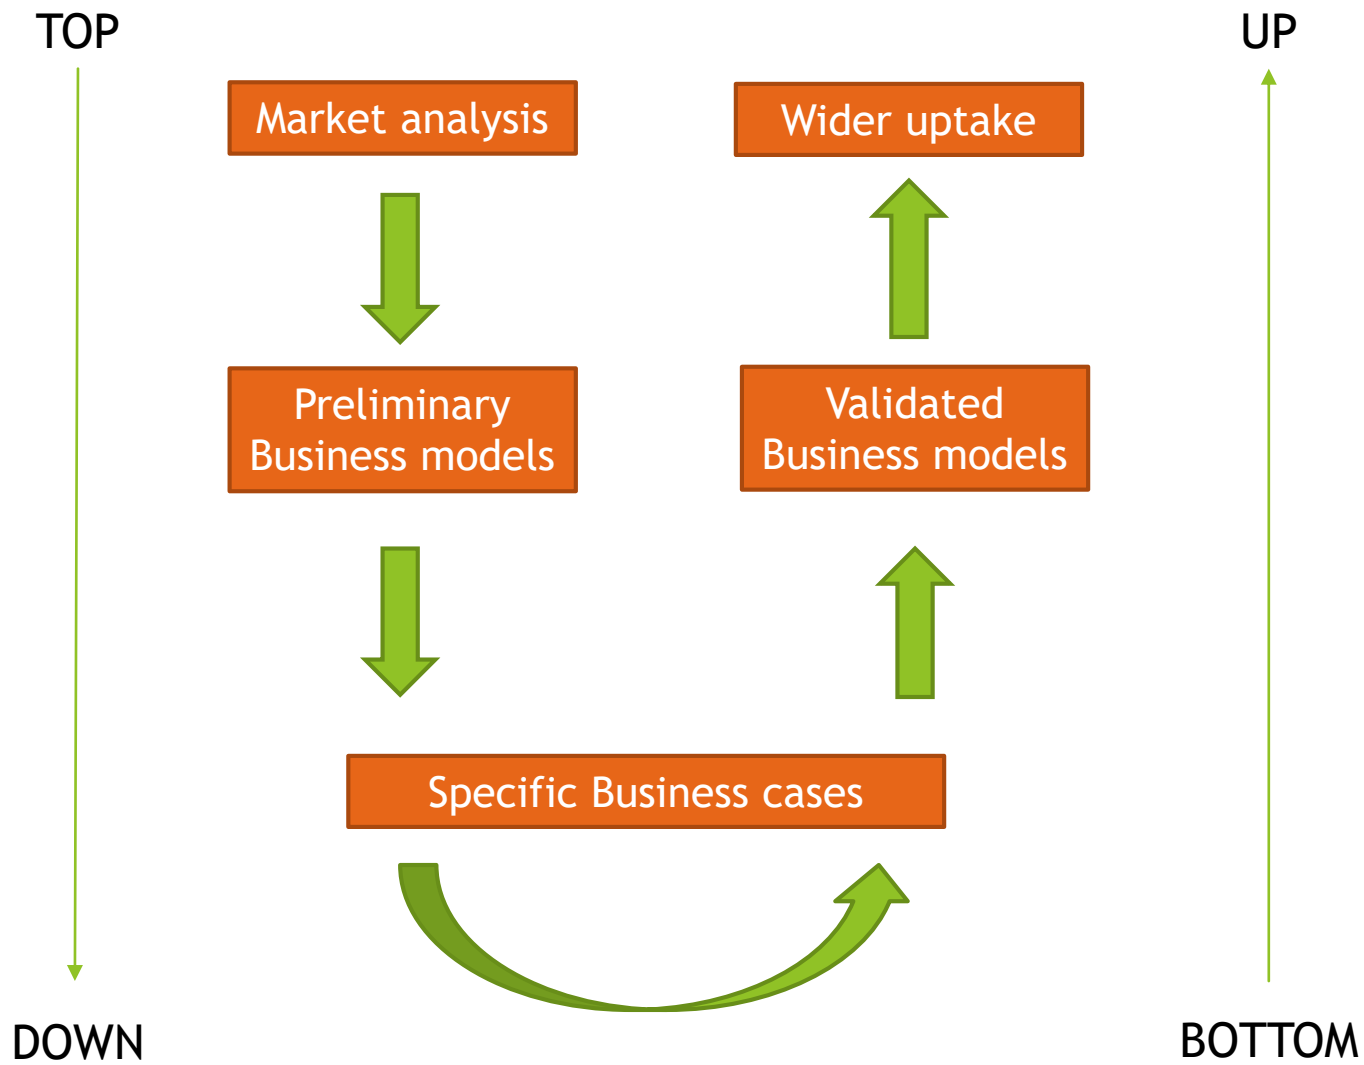 TOP
UP
Market analysis
Wider uptake
Preliminary
Business models
Validated
Business models
Specific Business cases
DOWN
BOTTOM